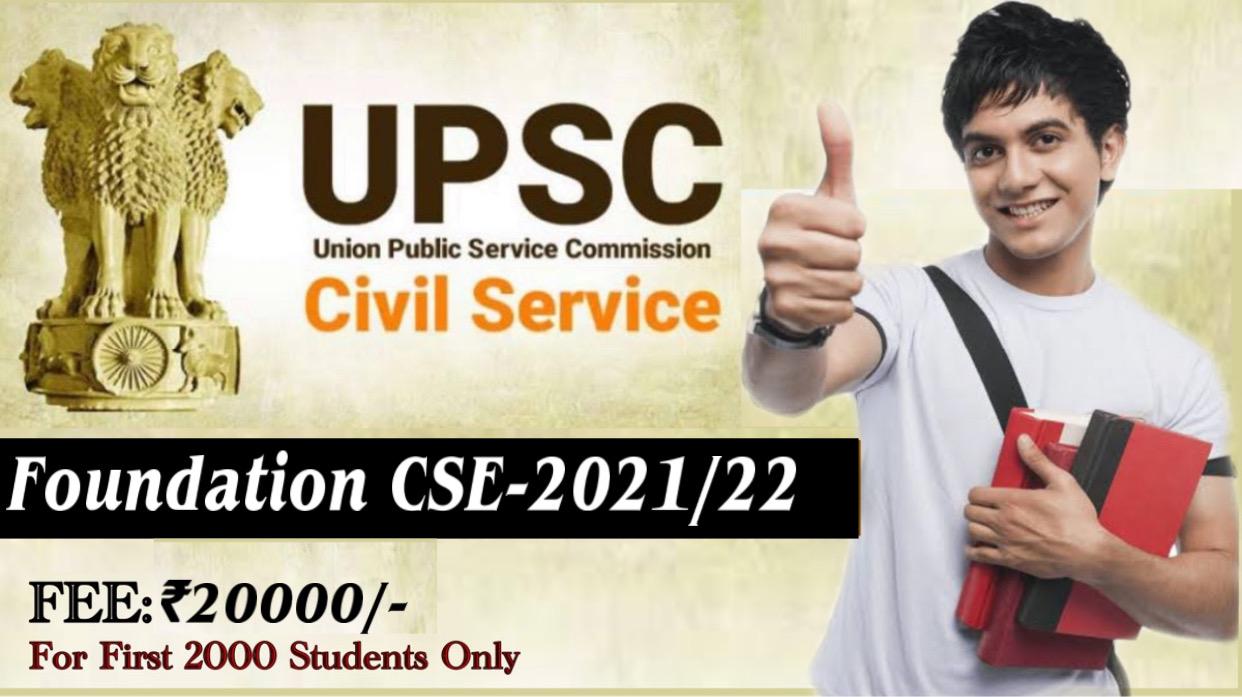 UPSC
Union Public Service Commission
Civil Service
Foundation CSE-2021/22
FEE:₹20000/-
For First 2000 Students Only